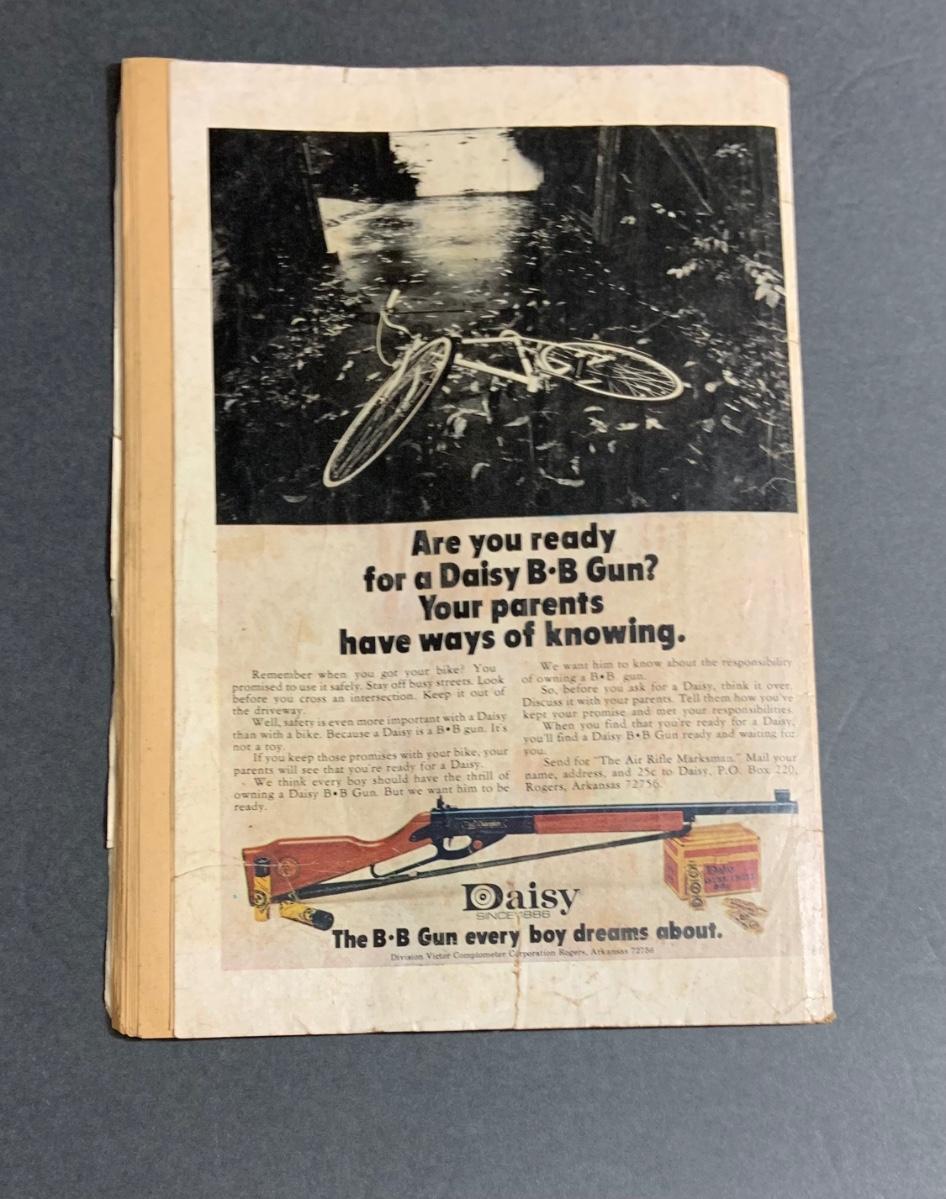 Are you ready
for a Daisy B•B Gun?
Your parents
have ways of knowing.
Remember when you got your bike? You
promised to use it safely. Stay off busy streets. Look
before you cross an intersection. Keep it out of
the driveway.
Well, safety is even more important with a Daisy
than with a bike. Because a Daisy is a B•B gun. It's
not a toy.
If you keep those promises with your bike, your
parents will see that you're ready for a Daisy.
We think every boy should have the thrill of
owning a Daisy B•B Gun. But we want him to be
ready.
We want him to know about the responsibility
of owning a B•B gun.
So, before you ask for a Daisy, think it over.
Discuss it with your parents. Tell them how you've
kept your promise and met your responsibilities.
When you find that you're ready for a Daisy,
you'll find a Daisy B•B Gun ready and waiting for
you.
Send for "The Air Rifle Marksman." Mail your
name, address, and 25¢ to Daisy, P.O. Box 220,
Rogers, Arkansas 72756.
Daisy
Daisy
SINCE 1886
The B•B Gun every boy dreams about.
Division Victor Comptometer Corporation Rogers, Arkansas 72756